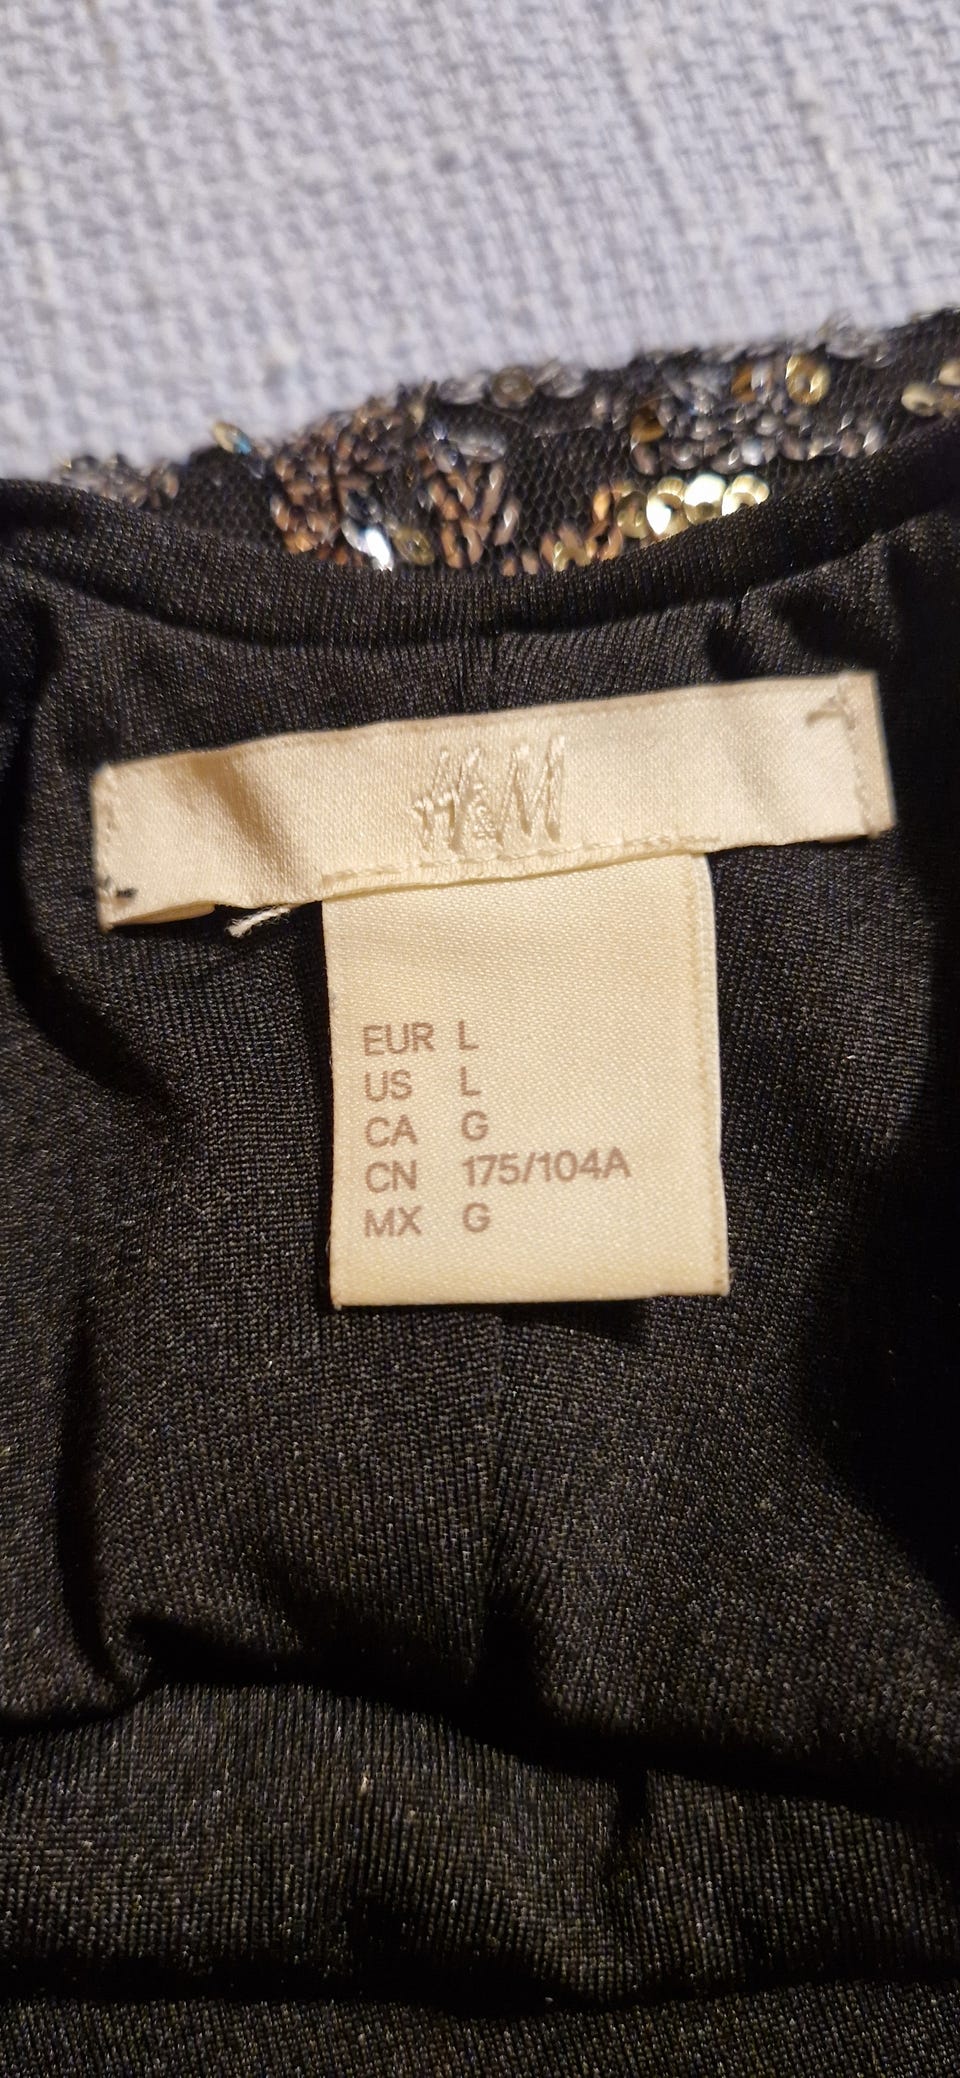 H&M
EUR L
US L
CA G
CN 175/104A
MX G